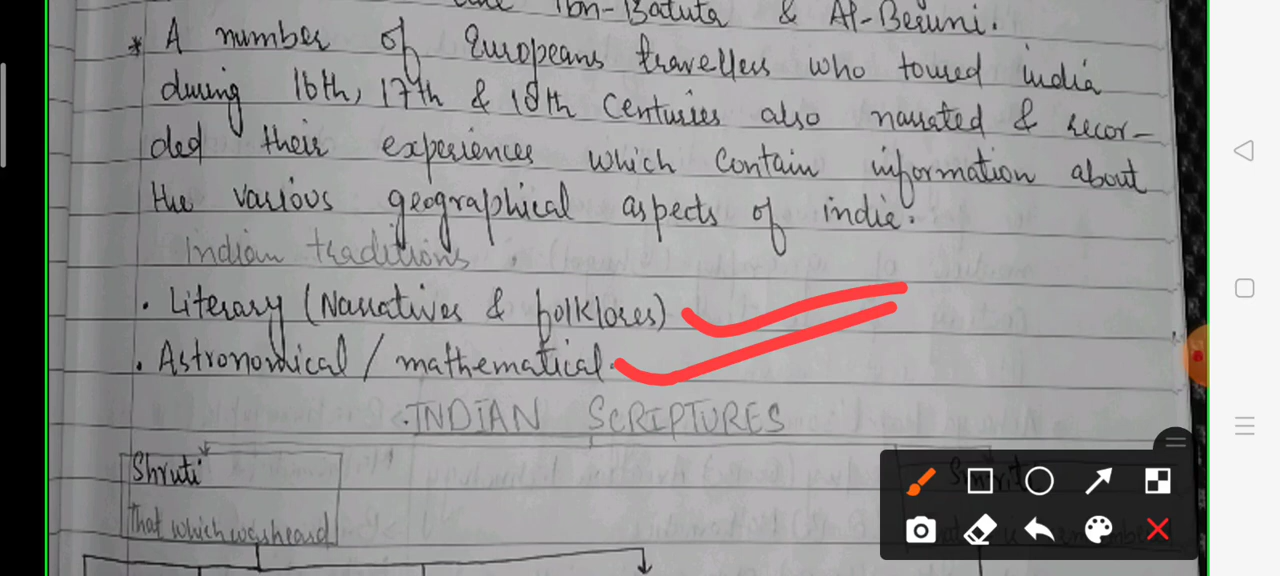 Ibn-Batuta & Al-Beruni.
* A number of Europeans travellers who toured india
during 16th, 17th & 18th Centuries also narrated & recor-
ded their experiences which contain information about
the various geographical aspects of india.
Indian traditions.
• Literary (Narratives & folklores)
• Astronomical / mathematical.
INDIAN SCRIPTURES
Shruti
that which was heard